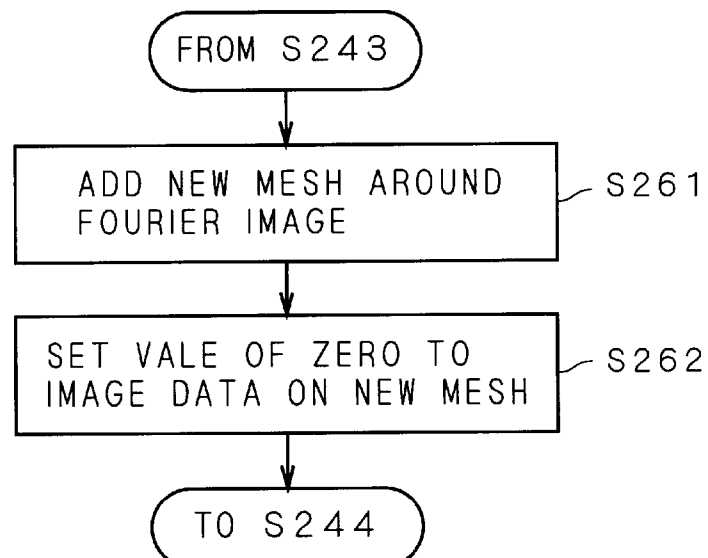 FROM S243
ADD NEW MESH AROUND
FOURIER IMAGE
S261
SET VALE OF ZERO TO
IMAGE DATA ON NEW MESH
S262
TO S244